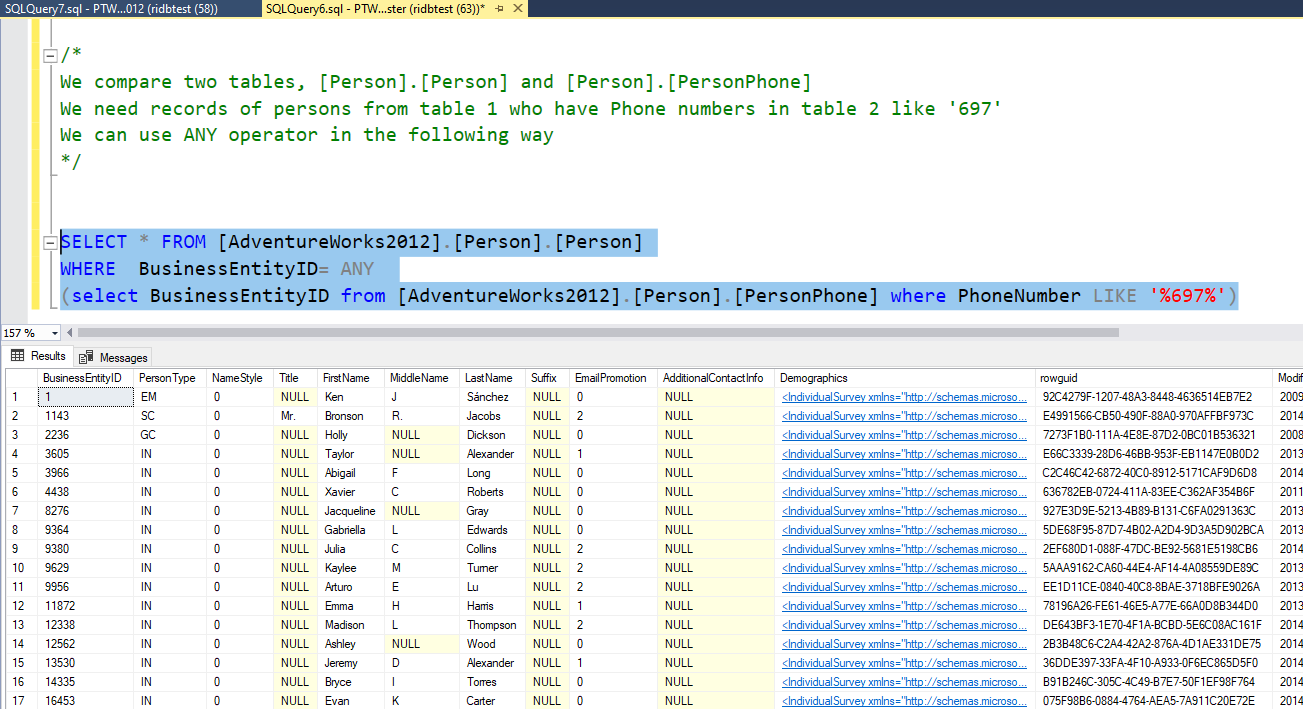 SQLQuery7.sql - PTW...012 (ridbtest (58)) SQLQuery6.sql - PTW...ster (ridbtest (63))*
/*
We compare two tables, [Person].[Person] and [Person].[PersonPhone]
We need records of persons from table 1 who have Phone numbers in table 2 like '697'
We can use ANY operator in the following way
*/
SELECT * FROM [AdventureWorks2012].[Person].[Person]
WHERE  BusinessEntityID= ANY
(select BusinessEntityID from [AdventureWorks2012].[Person].[PersonPhone] where PhoneNumber LIKE '%697%')
157 %
Results Messages
BusinessEntityID PersonType NameStyle Title FirstName MiddleName LastName Suffix EmailPromotion AdditionalContactInfo Demographics rowguid Modif
1 1 EM 0 NULL Ken J Sánchez NULL 0 NULL <IndividualSurvey xmlns="http://schemas.microso... 92C4279F-1207-48A3-8448-4636514EB7E2 2009
2 1143 SC 0 Mr. Bronson R. Jacobs NULL 2 NULL <IndividualSurvey xmlns="http://schemas.microso... E4991566-CB50-490F-88A0-970AFFBF973C 2014
3 2236 GC 0 NULL Holly NULL Dickson NULL 0 NULL <IndividualSurvey xmlns="http://schemas.microso... 7273F1B0-111A-4E8E-87D2-0BC01B536321 2008
4 3605 IN 0 NULL Taylor NULL Alexander NULL 1 NULL <IndividualSurvey xmlns="http://schemas.microso... E66C3339-28D6-46BB-953F-EB1147E0B0D2 2013
5 3966 IN 0 NULL Abigail F Long NULL 0 NULL <IndividualSurvey xmlns="http://schemas.microso... C2C46C42-6872-40C0-8912-5171CAF9D6D8 2014
6 4438 IN 0 NULL Xavier C Roberts NULL 0 NULL <IndividualSurvey xmlns="http://schemas.microso... 636782EB-0724-411A-83EE-C362AF354B6F 2011
7 8276 IN 0 NULL Jacqueline NULL Gray NULL 0 NULL <IndividualSurvey xmlns="http://schemas.microso... 927E3D9E-5213-4B89-B131-C6FA0291363C 2013
8 9364 IN 0 NULL Gabriella L Edwards NULL 0 NULL <IndividualSurvey xmlns="http://schemas.microso... 5DE68F95-87D7-4B02-A2D4-9D3A5D902BCA 2013
9 9380 IN 0 NULL Julia C Collins NULL 2 NULL <IndividualSurvey xmlns="http://schemas.microso... 2EF680D1-088F-47DC-BE92-5681E5198CB6 2014
10 9629 IN 0 NULL Kaylee M Turner NULL 2 NULL <IndividualSurvey xmlns="http://schemas.microso... 5AAA9162-CA60-44E4-AF14-4A08559DE89C 2013
11 9956 IN 0 NULL Arturo E Lu NULL 2 NULL <IndividualSurvey xmlns="http://schemas.microso... EE1D11CE-0840-40C8-8BAE-3718BFE9026A 2013
12 11872 IN 0 NULL Emma H Harris NULL 1 NULL <IndividualSurvey xmlns="http://schemas.microso... 78196A26-FE61-46E5-A77E-66A0D8B344D0 2013
13 12338 IN 0 NULL Madison L Thompson NULL 2 NULL <IndividualSurvey xmlns="http://schemas.microso... DE643BF3-1E70-4F1A-BCBD-5E6C08AC161F 2014
14 12562 IN 0 NULL Ashley NULL Wood NULL 0 NULL <IndividualSurvey xmlns="http://schemas.microso... 2B3B48C6-C2A4-42A2-876A-4D1AE331DE75 2013
15 13530 IN 0 NULL Jeremy D Alexander NULL 1 NULL <IndividualSurvey xmlns="http://schemas.microso... 36DDE397-33FA-4F10-A933-0F6EC865D5F0 2013
16 14335 IN 0 NULL Bryce I Torres NULL 0 NULL <IndividualSurvey xmlns="http://schemas.microso... B91B246C-305C-4C49-B7E7-50F1EF98F764 2014
17 16453 IN 0 NULL Evan K Carter NULL 0 NULL <IndividualSurvey xmlns="http://schemas.microso... 075F98B6-0884-4764-AEA5-7A911C20E72E 2014